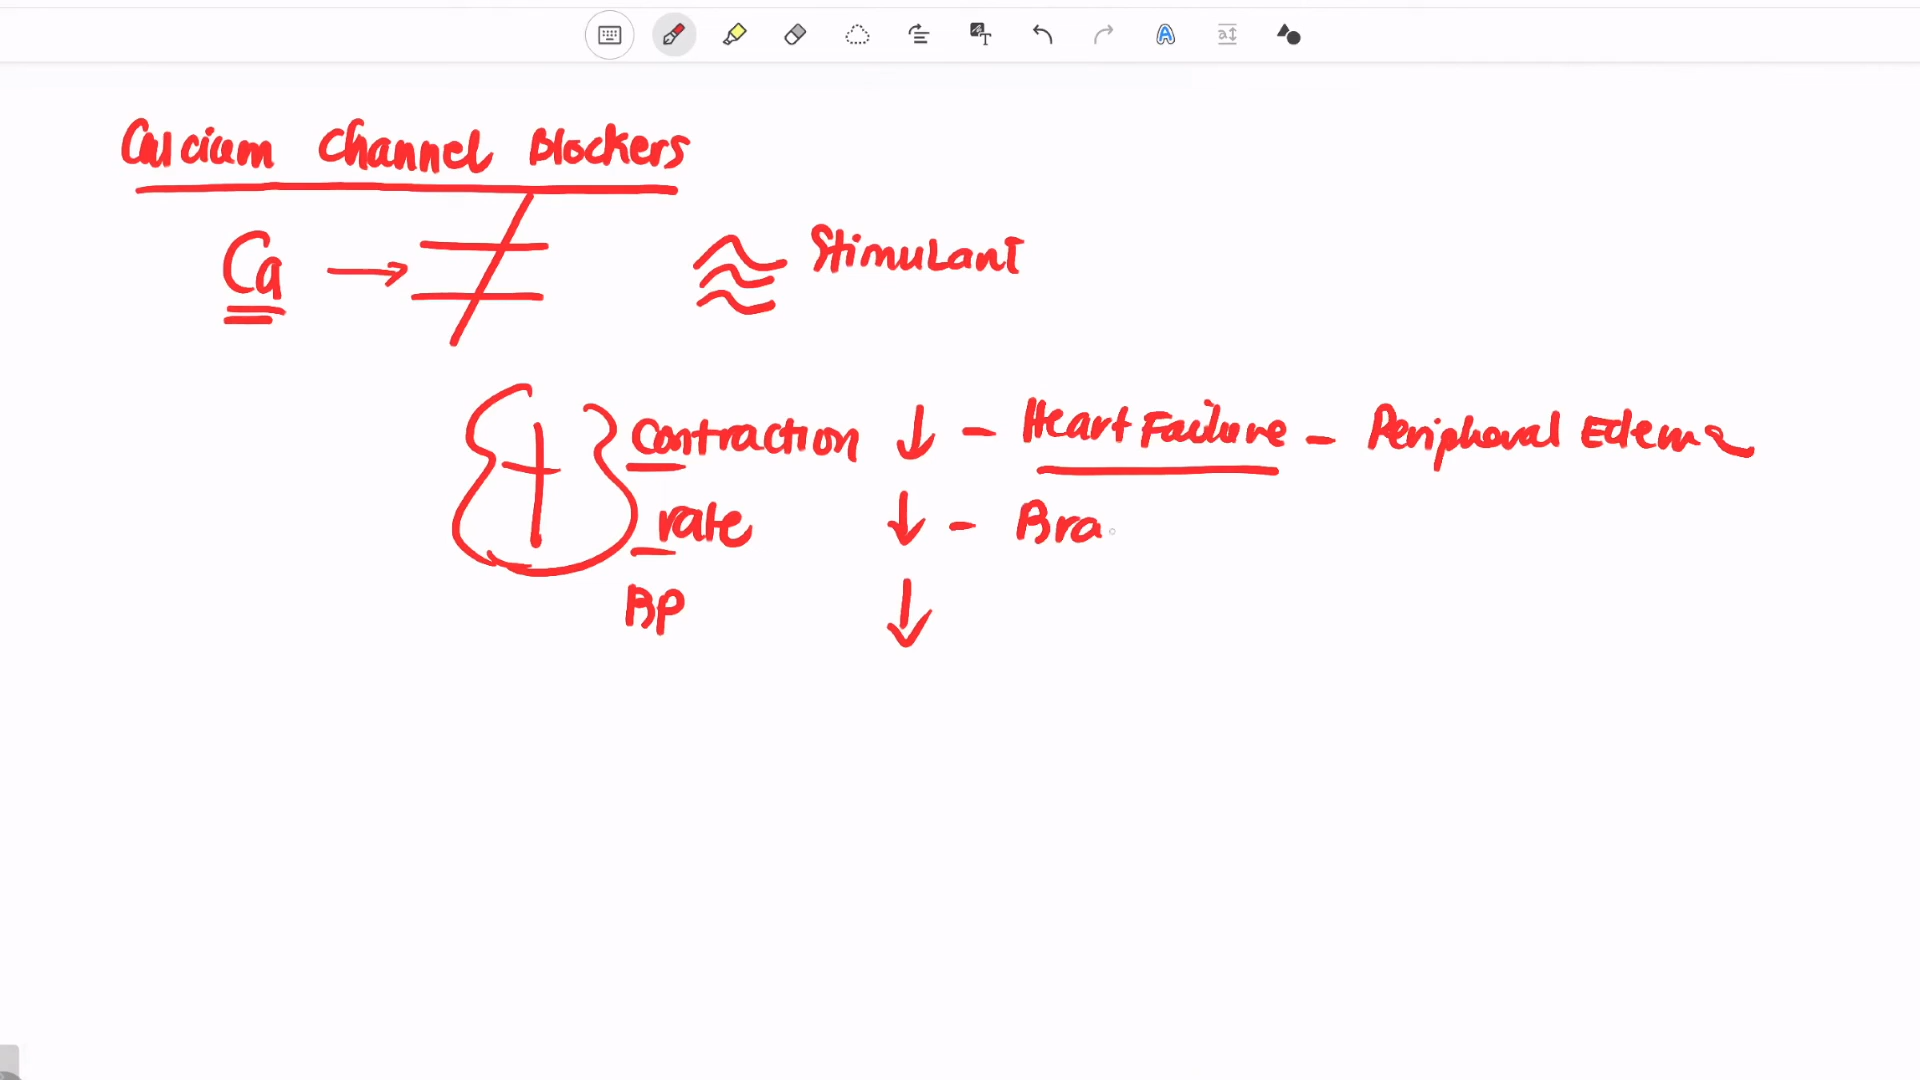 Calcium Channel Blockers
Ca → Stimulant
Contraction ↓ - Heart Failure - Peripheral Edema
rate ↓ - Bra
BP ↓